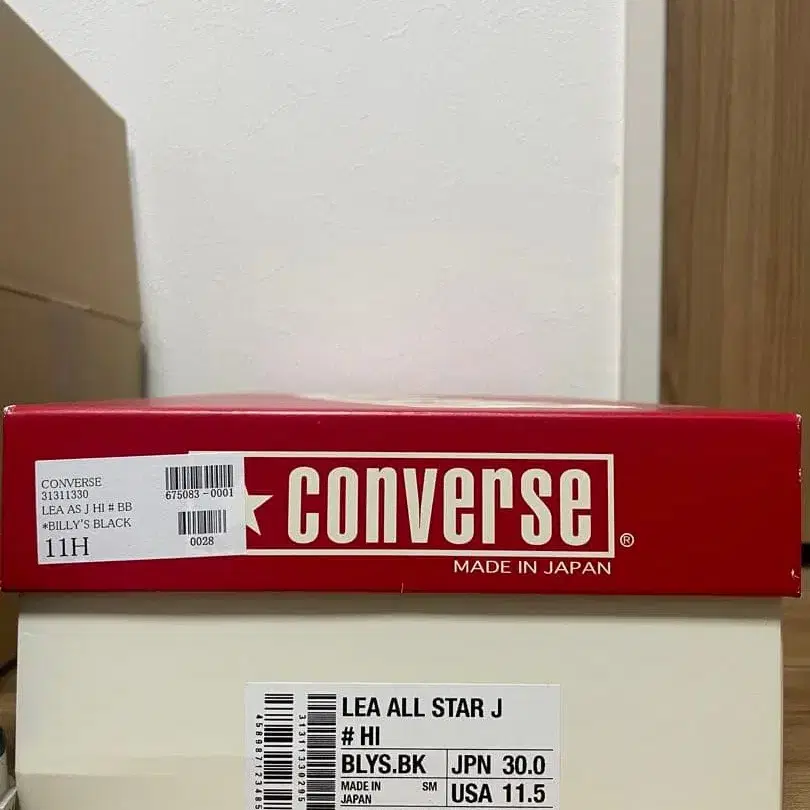 CONVERSE
31311330
LEA AS J HI # BB
*BILLY'S BLACK
11H
675083-0001
0028
CONVERSE
®
MADE IN JAPAN
LEA ALL STAR J
# HI
BLYS.BK
JPN 30.0
MADE IN JAPAN
SM
USA 11.5
31311330295